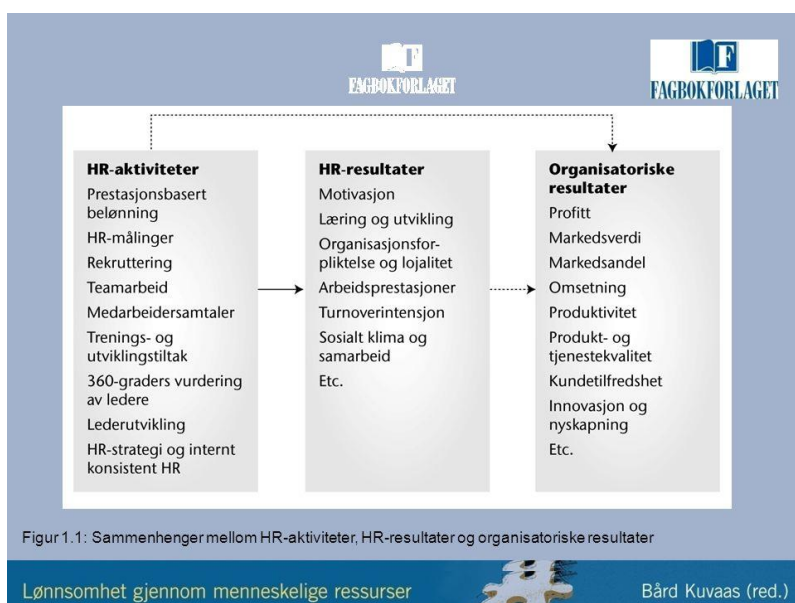 FAGBOKFORLAGET
FAGBOKFORLAGET
HR-aktiviteter
Prestasjonsbasert
belønning
HR-målinger
Rekruttering
Teamarbeid
Medarbeidersamtaler
Trenings- og
utviklingstiltak
360-graders vurdering
av ledere
Lederutvikling
HR-strategi og internt
konsistent HR
HR-resultater
Motivasjon
Læring og utvikling
Organisasjonsfor-
pliktelse og lojalitet
Arbeidsprestasjoner
Turnoverintensjon
Sosialt klima og
samarbeid
Etc.
Organisatoriske
resultater
Profitt
Markedsverdi
Markedsandel
Omsetning
Produktivitet
Produkt- og
tjenestekvalitet
Kundetilfredshet
Innovasjon og
nyskapning
Etc.
Figur 1.1: Sammenhenger mellom HR-aktiviteter, HR-resultater og organisatoriske resultater
Lønnsomhet gjennom menneskelige ressurser
Bård Kuvaas (red.)